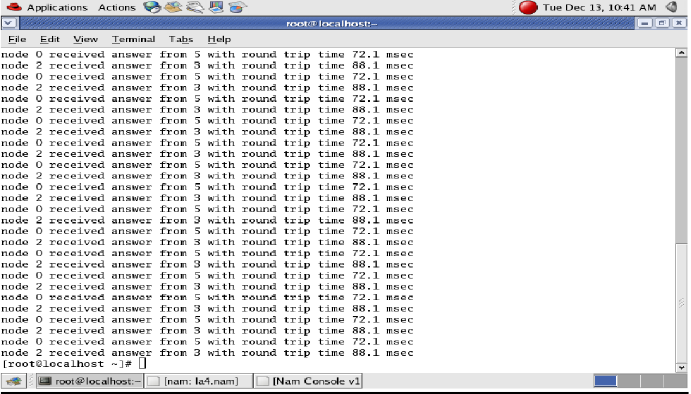 Applications Actions Tue Dec 13, 10:41 AM
root@localhost:~
File Edit View Terminal Tabs Help
node 0 received answer from 5 with round trip time 72.1 msec
node 2 received answer from 3 with round trip time 88.1 msec
node 0 received answer from 5 with round trip time 72.1 msec
node 2 received answer from 3 with round trip time 88.1 msec
node 0 received answer from 5 with round trip time 72.1 msec
node 2 received answer from 3 with round trip time 88.1 msec
node 0 received answer from 5 with round trip time 72.1 msec
node 2 received answer from 3 with round trip time 88.1 msec
node 0 received answer from 5 with round trip time 72.1 msec
node 2 received answer from 3 with round trip time 88.1 msec
node 0 received answer from 5 with round trip time 72.1 msec
node 2 received answer from 3 with round trip time 88.1 msec
node 0 received answer from 5 with round trip time 72.1 msec
node 2 received answer from 3 with round trip time 88.1 msec
node 0 received answer from 5 with round trip time 72.1 msec
node 2 received answer from 3 with round trip time 88.1 msec
node 0 received answer from 5 with round trip time 72.1 msec
node 2 received answer from 3 with round trip time 88.1 msec
node 0 received answer from 5 with round trip time 72.1 msec
node 2 received answer from 3 with round trip time 88.1 msec
node 0 received answer from 5 with round trip time 72.1 msec
node 2 received answer from 3 with round trip time 88.1 msec
node 0 received answer from 5 with round trip time 72.1 msec
node 2 received answer from 3 with round trip time 88.1 msec
node 0 received answer from 5 with round trip time 72.1 msec
node 2 received answer from 3 with round trip time 88.1 msec
node 0 received answer from 5 with round trip time 72.1 msec
node 2 received answer from 3 with round trip time 88.1 msec
[root@localhost ~]#
root@localhost:~ [nam: la4.nam] [Nam Console v1